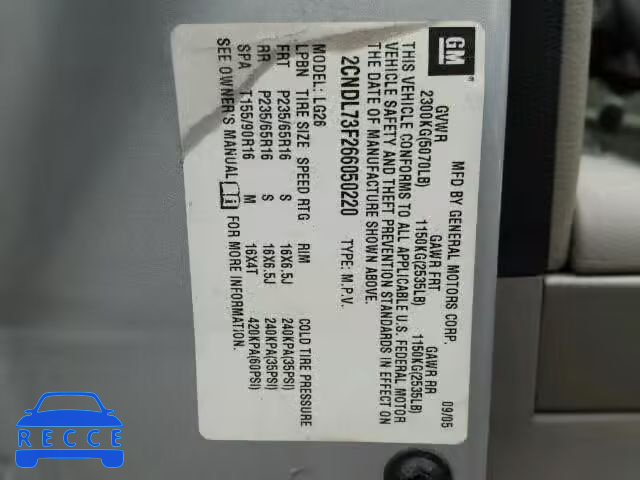 GM
MFD BY GENERAL MOTORS CORP. 09/05
GVWR GAWR FRT GAWR RR
2300KG(5070LB) 1150KG(2535LB) 1150KG(2535LB)
THIS VEHICLE CONFORMS TO ALL APPLICABLE U.S. FEDERAL MOTOR
VEHICLE SAFETY AND THEFT PREVENTION STANDARDS IN EFFECT ON
THE DATE OF MANUFACTURE SHOWN ABOVE.
2CNDL73F266050220 TYPE: M.P.V.
MODEL: LG26
LPBN TIRE SIZE SPEED RTG RIM COLD TIRE PRESSURE
FRT P235/65R16 S 16X6.5J 240KPA(35PSI)
RR P235/65R16 S 16X6.5J 240KPA(35PSI)
SPA T155/90R16 M 16X4T 420KPA(60PSI)
SEE OWNER'S MANUAL FOR MORE INFORMATION.
RECCE